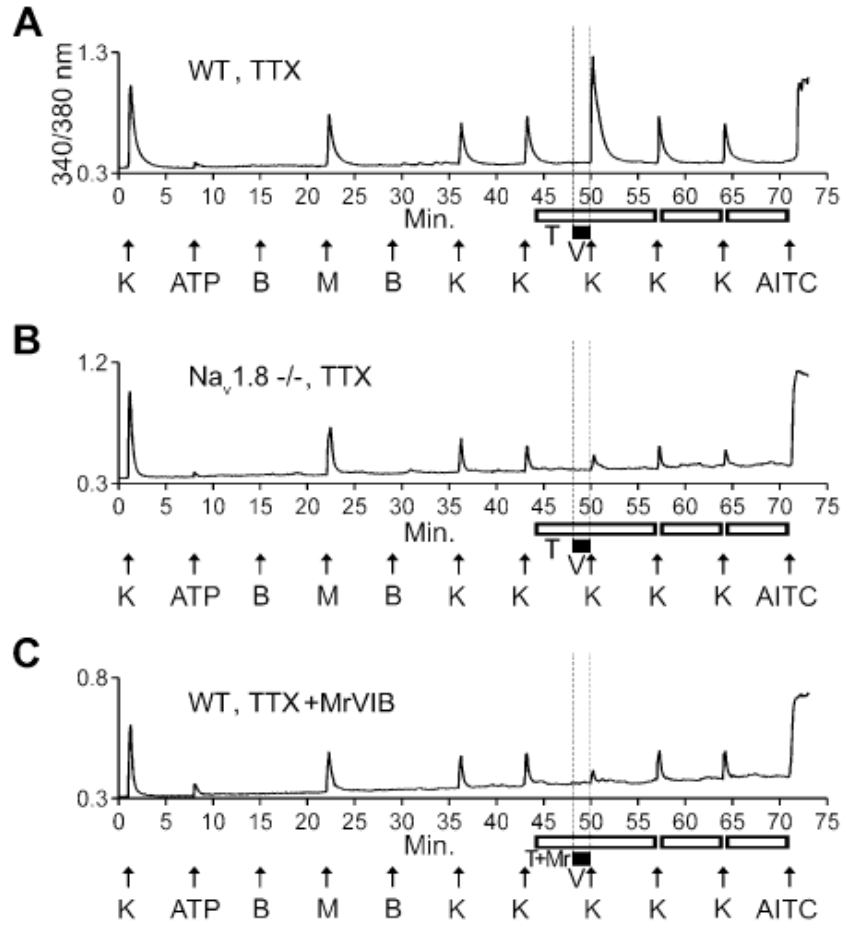 A
340/380 nm
1.3
WT, TTX
0.3
0 5 10 15 20 25 30 35 40 45 50 55 60 65 70 75
Min.
T
V
K ATP B M B K K K K K AITC
B
1.2
Nav1.8 -/-, TTX
0.3
0 5 10 15 20 25 30 35 40 45 50 55 60 65 70 75
Min.
T
V
K ATP B M B K K K K K AITC
C
0.8
WT, TTX+MrVIB
0.3
0 5 10 15 20 25 30 35 40 45 50 55 60 65 70 75
Min.
T+Mr
V
K ATP B M B K K K K K AITC